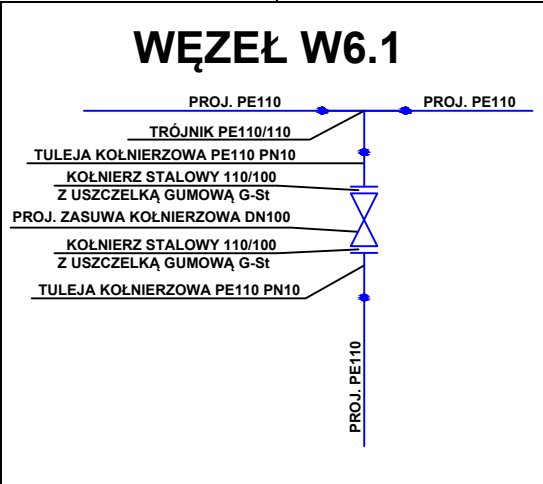 WĘZEŁ W6.1
PROJ. PE110
PROJ. PE110
TRÓJNIK PE110/110
TULEJA KOŁNIERZOWA PE110 PN10
KOŁNIERZ STALOWY 110/100
Z USZCZELKĄ GUMOWĄ G-St
PROJ. ZASUWA KOŁNIERZOWA DN100
KOŁNIERZ STALOWY 110/100
Z USZCZELKĄ GUMOWĄ G-St
TULEJA KOŁNIERZOWA PE110 PN10
PROJ. PE110